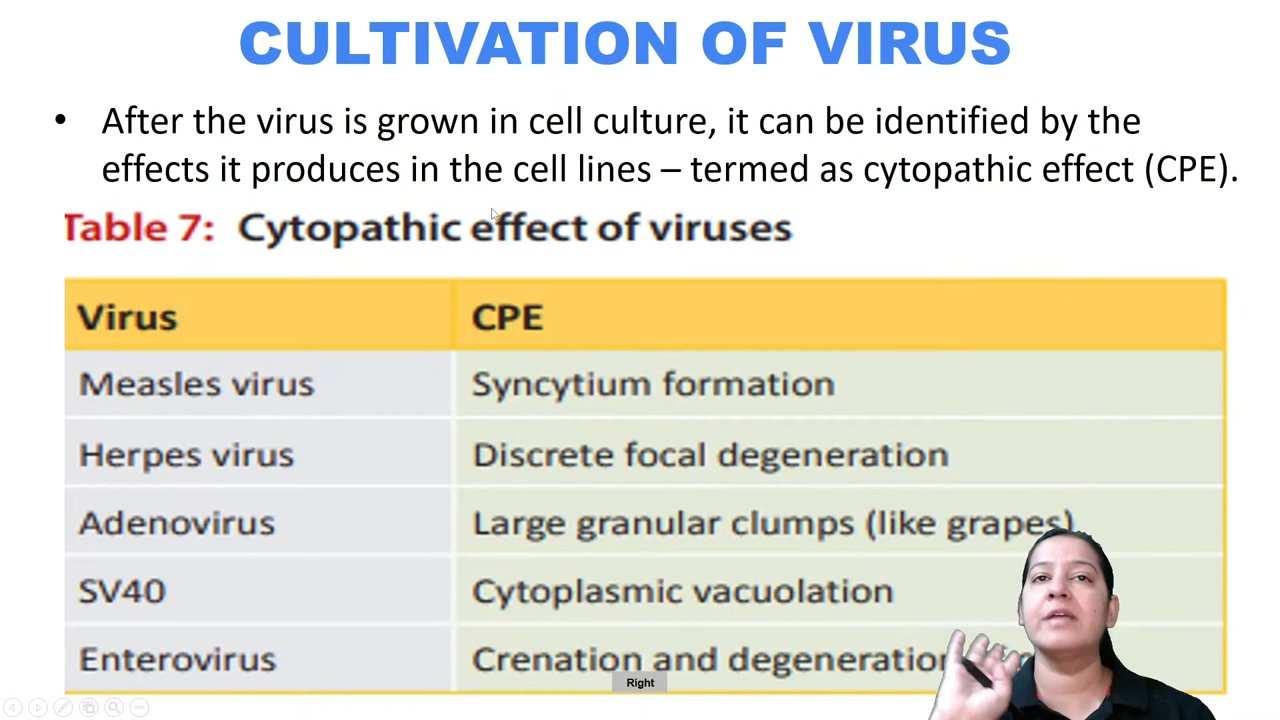 CULTIVATION OF VIRUS
• After the virus is grown in cell culture, it can be identified by the
effects it produces in the cell lines – termed as cytopathic effect (CPE).
Table 7: Cytopathic effect of viruses
Virus CPE
Measles virus Syncytium formation
Herpes virus Discrete focal degeneration
Adenovirus Large granular clumps (like grapes)
SV40 Cytoplasmic vacuolation
Enterovirus Crenation and degeneration
Right